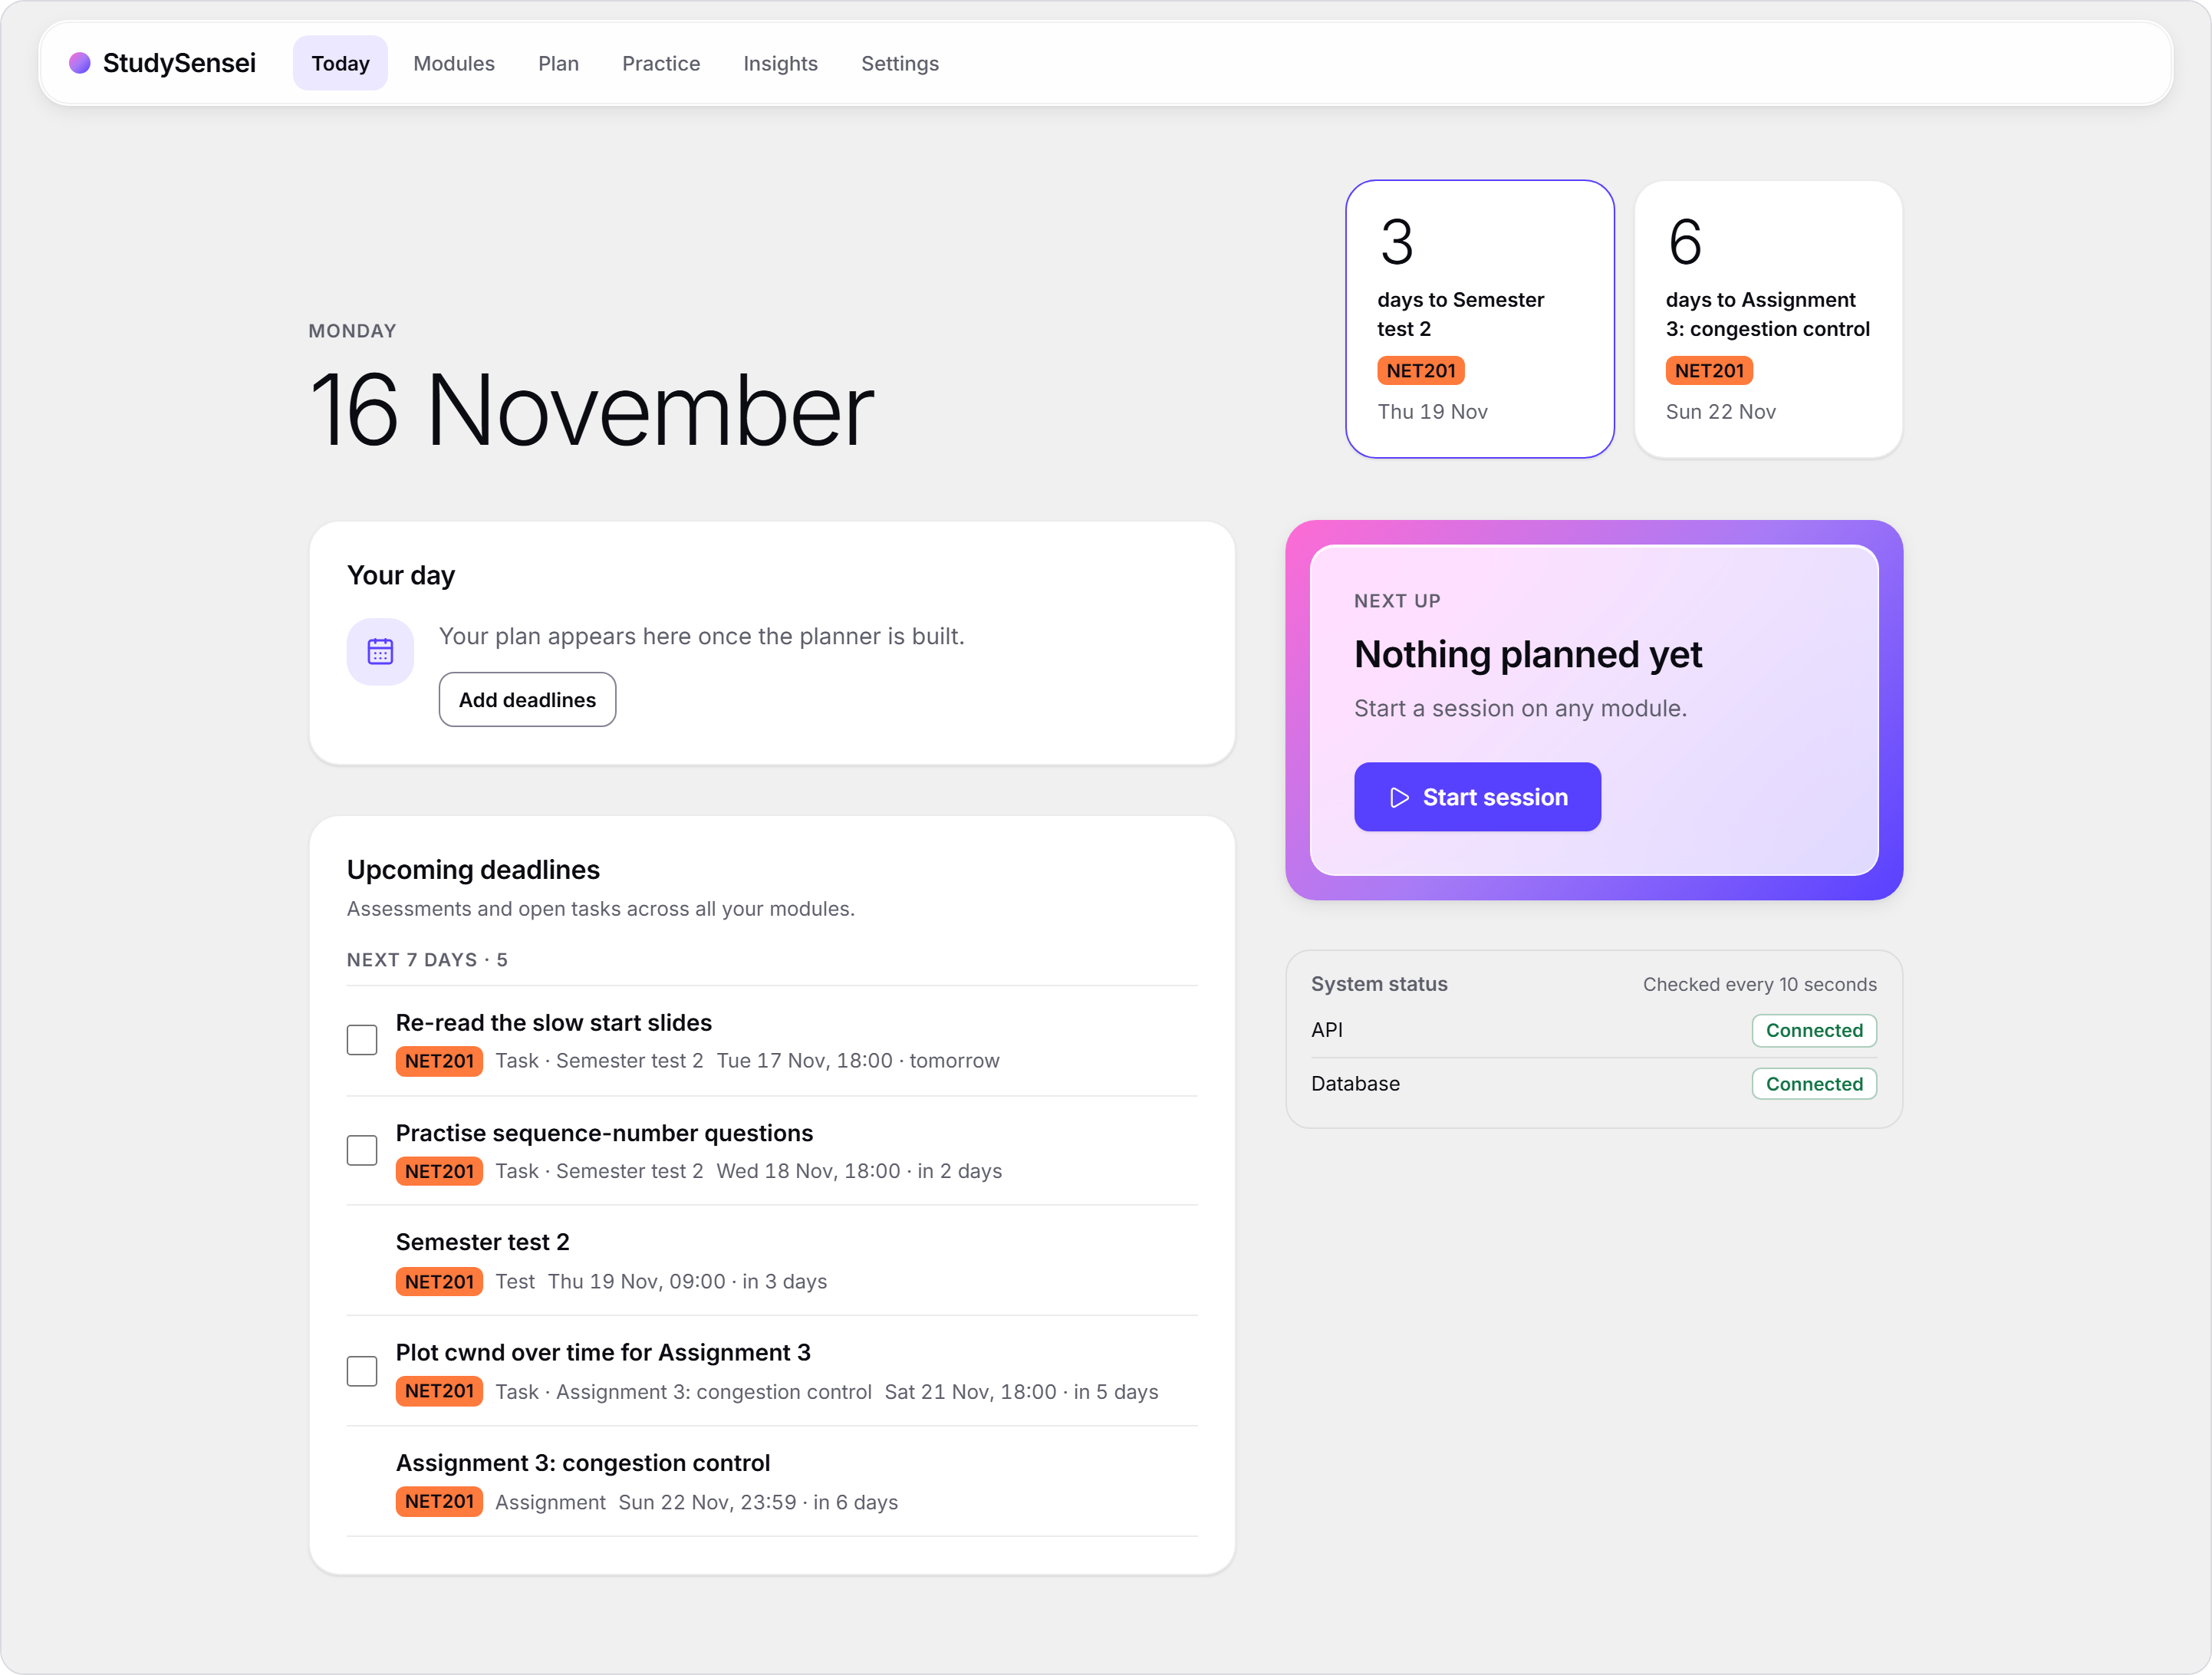 StudySensei
Today
Modules
Plan
Practice
Insights
Settings
MONDAY
16 November
3
days to Semester
test 2
NET201
Thu 19 Nov
6
days to Assignment
3: congestion control
NET201
Sun 22 Nov
Your day
Your plan appears here once the planner is built.
Add deadlines
NEXT UP
Nothing planned yet
Start a session on any module.
Start session
Upcoming deadlines
Assessments and open tasks across all your modules.
NEXT 7 DAYS · 5
Re-read the slow start slides
NET201 Task · Semester test 2 Tue 17 Nov, 18:00 · tomorrow
Practise sequence-number questions
NET201 Task · Semester test 2 Wed 18 Nov, 18:00 · in 2 days
Semester test 2
NET201 Test Thu 19 Nov, 09:00 · in 3 days
Plot cwnd over time for Assignment 3
NET201 Task · Assignment 3: congestion control Sat 21 Nov, 18:00 · in 5 days
Assignment 3: congestion control
NET201 Assignment Sun 22 Nov, 23:59 · in 6 days
System status
Checked every 10 seconds
API
Connected
Database
Connected